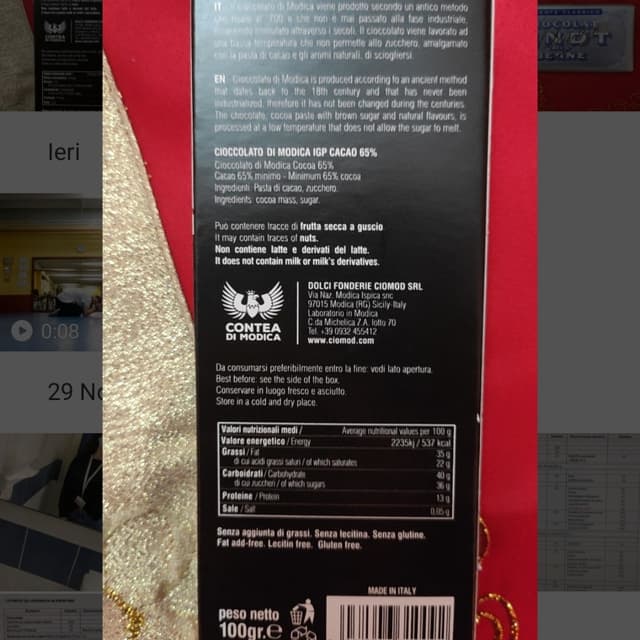 IT - Cioccolato di Modica viene prodotto secondo un antico metodo
che risale al '700 e che non è mai passato alla fase industriale,
immutato attraverso i secoli. Il cioccolato viene lavorato ad
una bassa temperatura che non permette allo zucchero, amalgamato
con la pasta di cacao e gli aromi naturali, di sciogliersi.
EN - Cioccolato di Modica is produced according to an ancient method
that dates back to the 18th century and that has never been
industrialized, therefore it has not been changed during the centuries.
The chocolate, cocoa paste with brown sugar and natural flavours, is
processed at a low temperature that does not allow the sugar to melt.
CIOCCOLATO DI MODICA IGP CACAO 65%
Cioccolato di Modica Cocoa 65%
Cacao 65% minimo - Minimum 65% cocoa
Ingredienti: Pasta di cacao, zucchero.
Ingredients: cocoa mass, sugar.
Può contenere tracce di frutta secca a guscio
It may contain traces of nuts.
Non contiene latte e derivati del latte.
It does not contain milk or milk's derivatives.
CONTEA
DI MODICA
DOLCI FONDERIE CIOMOD SRL
Via Naz. Modica Ispica snc
97015 Modica (RG) Sicily-Italy
Laboratorio in Modica
C.da Michelica Z.A. lotto 70
Tel. +39 0932 455412
www.ciomod.com
Da consumarsi preferibilmente entro la fine: vedi lato apertura.
Best before: see the side of the box.
Conservare in luogo fresco e asciutto.
Store in a cold and dry place.
Valori nutrizionali medi / Average nutritional values per 100 g
Valore energetico / Energy 2235kj / 537 kcal
Grassi / Fat 35 g
di cui acidi grassi saturi / of which saturates 22 g
Carboidrati / Carbohydrate 40 g
di cui zuccheri / of which sugars 36 g
Proteine / Protein 13 g
Sale / Salt 0,05 g
Senza aggiunta di grassi. Senza lecitina. Senza glutine.
Fat add-free. Lecitin free. Gluten free.
MADE IN ITALY
peso netto
100gr.e
Ieri
0:08
29 No
CONTEA
DI MODICA